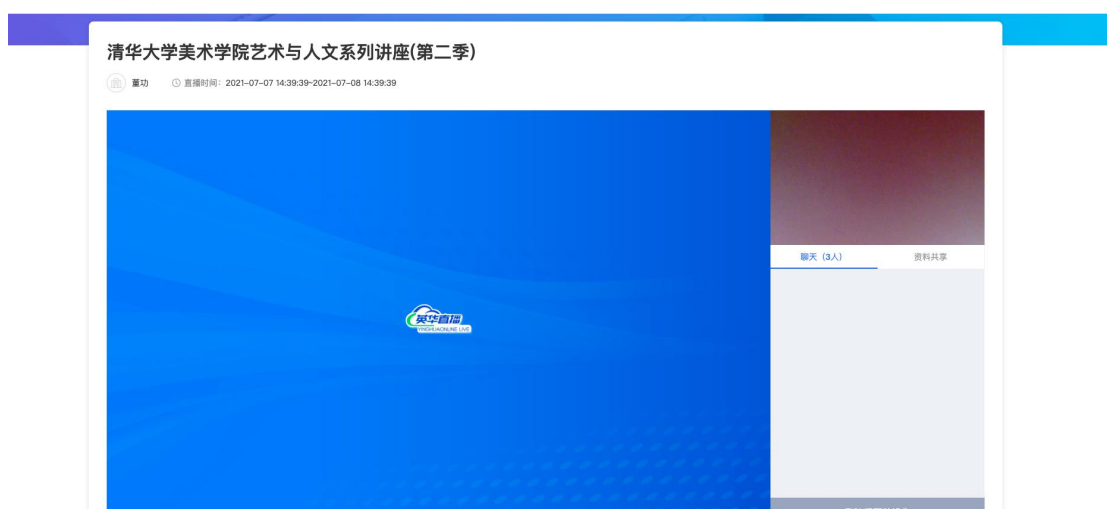 清华大学美术学院艺术与人文系列讲座(第二季)
董功 直播时间：2021-07-07 14:39:39~2021-07-08 14:39:39
聊天（3人） 资料共享
英华直播
YINGHUAONLINE LIVE